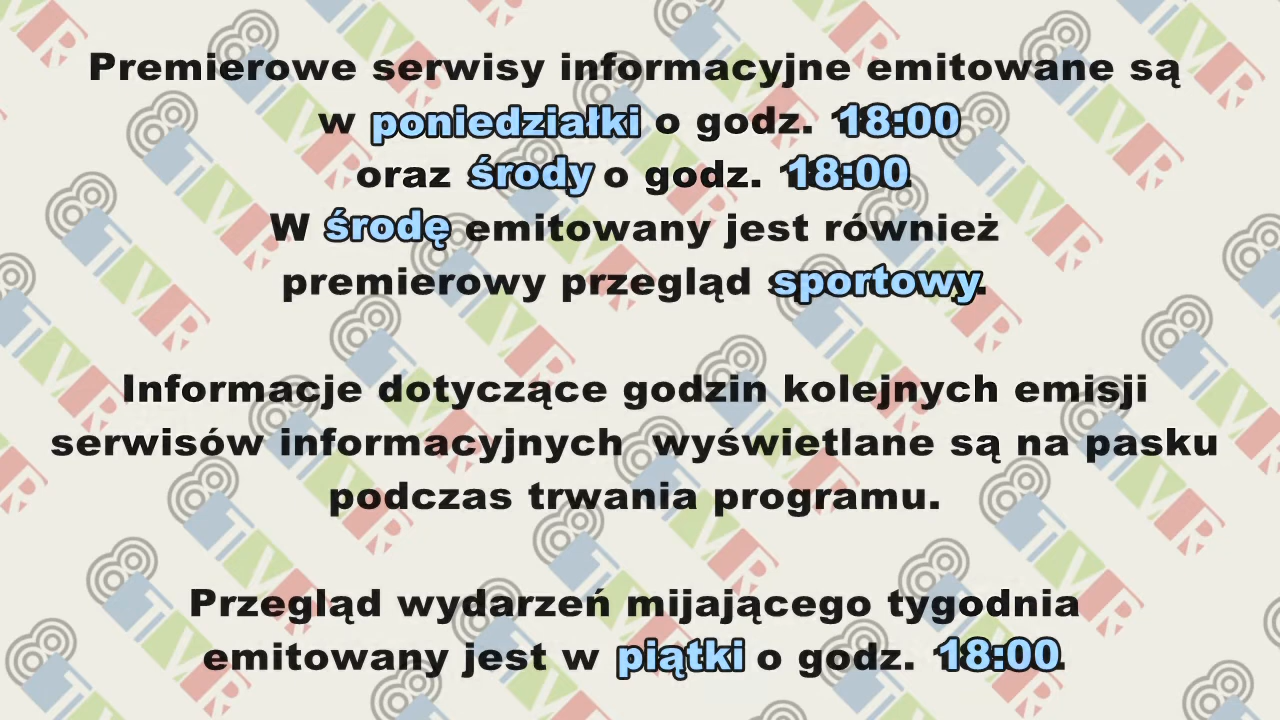 Premierowe serwisy informacyjne emitowane są
w poniedziałki o godz. 18:00
oraz środy o godz. 18:00.
W środę emitowany jest również
premierowy przegląd sportowy.
Informacje dotyczące godzin kolejnych emisji
serwisów informacyjnych wyświetlane są na pasku
podczas trwania programu.
Przegląd wydarzeń mijającego tygodnia
emitowany jest w piątki o godz. 18:00.